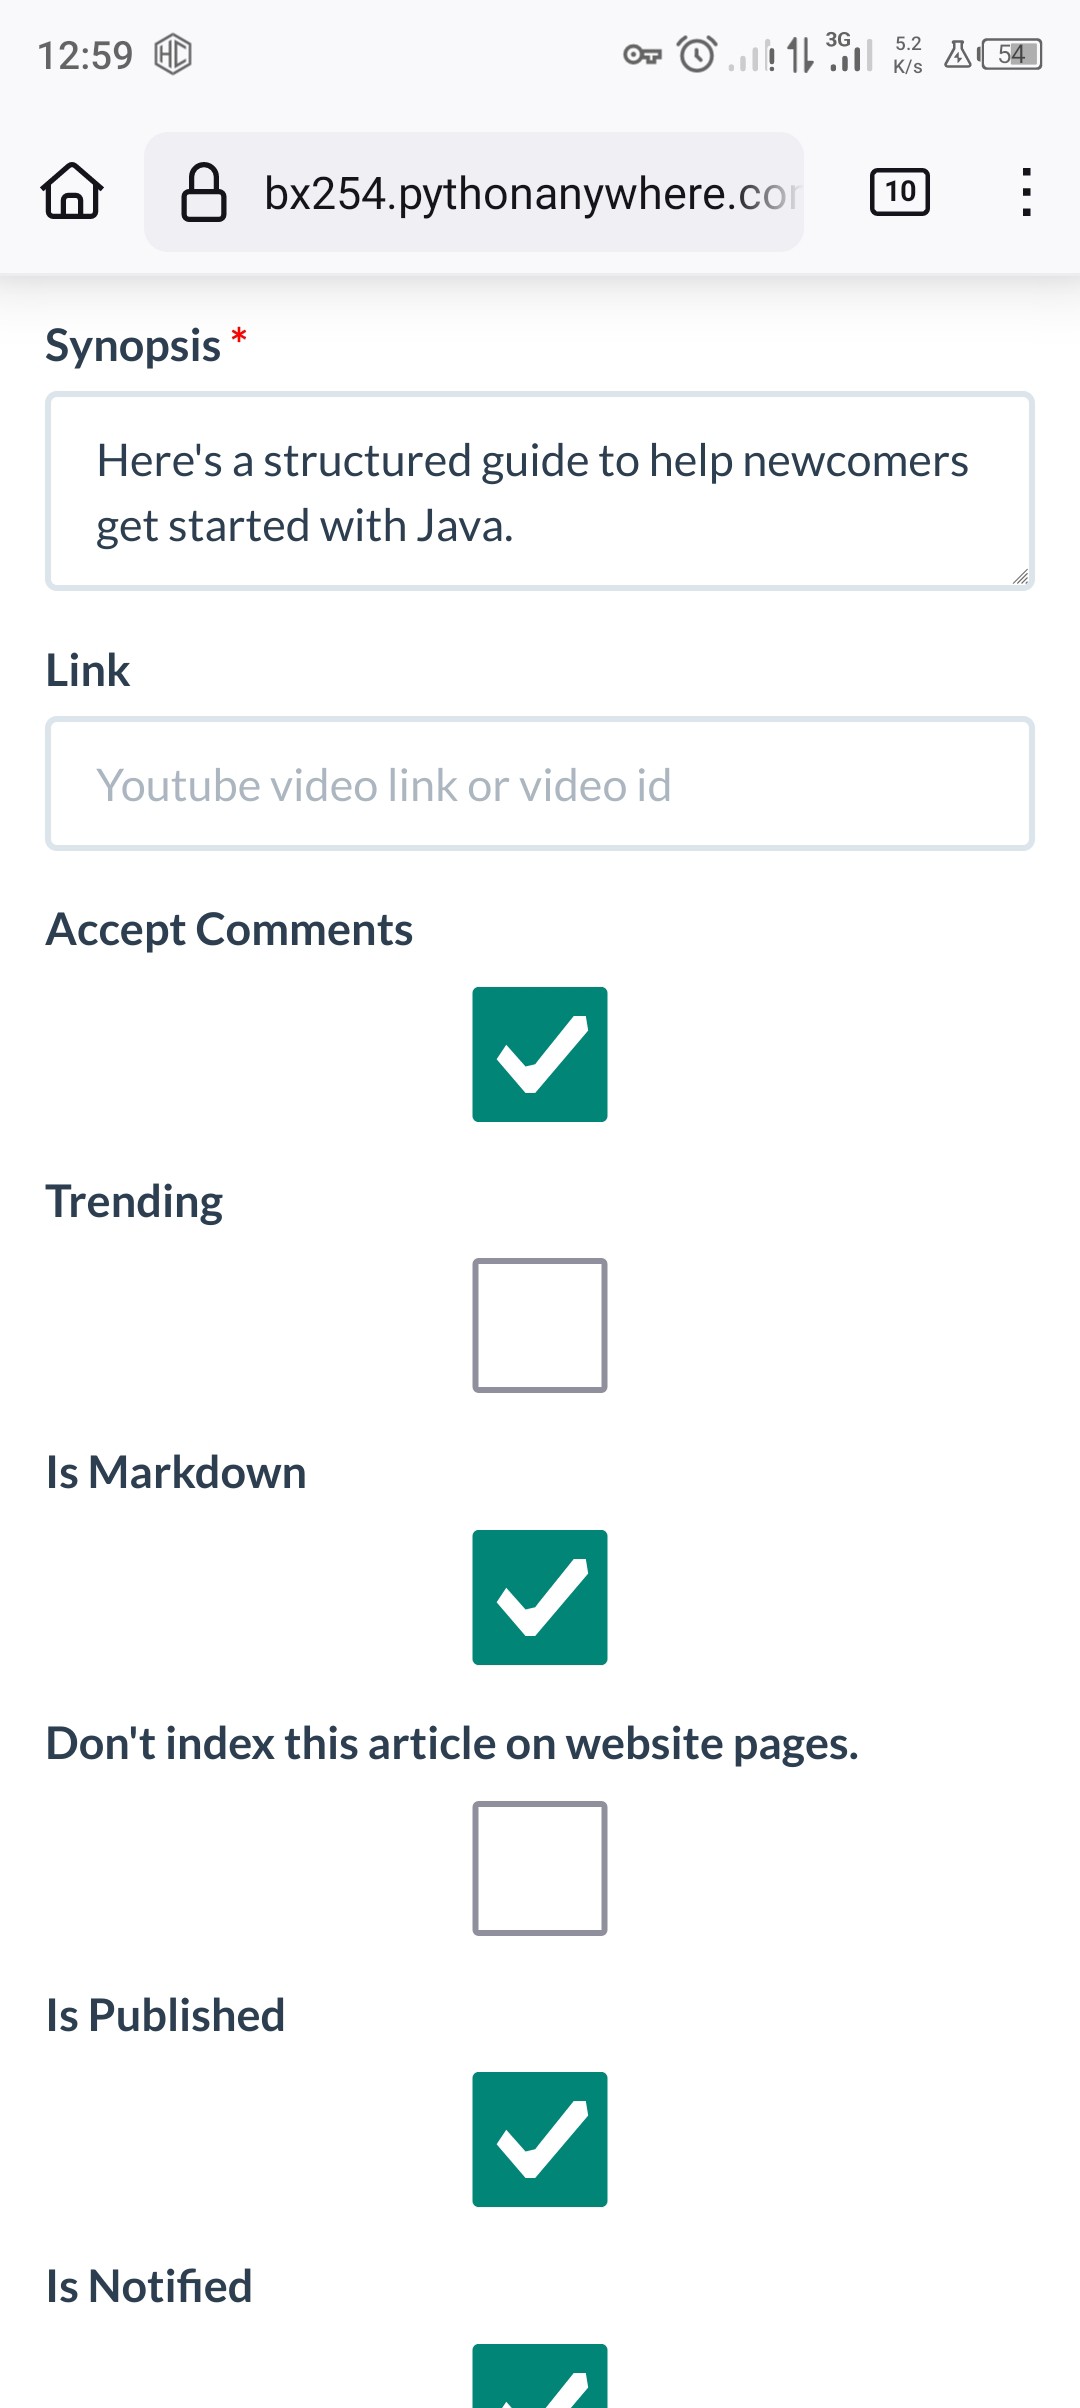 12:59 HC 3G 5.2 K/s 54
bx254.pythonanywhere.com 10
Synopsis *
Here's a structured guide to help newcomers
get started with Java.
Link
Youtube video link or video id
Accept Comments
Trending
Is Markdown
Don't index this article on website pages.
Is Published
Is Notified